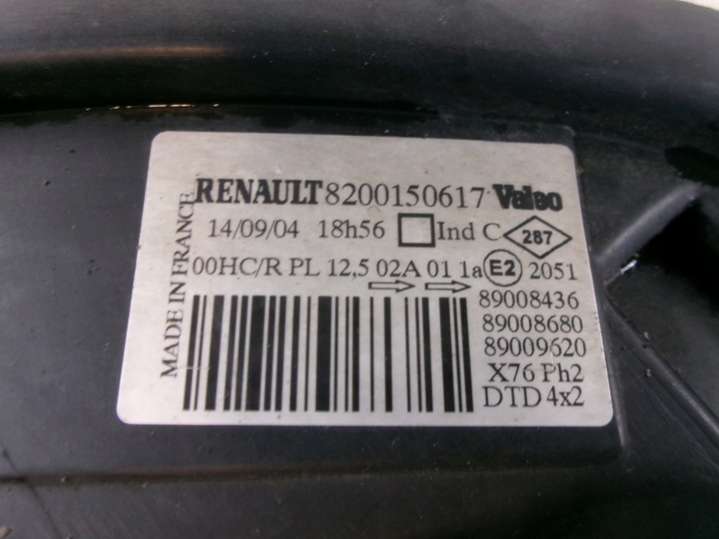 RENAULT 8200150617 Valeo
14/09/04 18h56 Ind C 287
00HC/R PL 12,5 02A 01 1a E2 2051
89008436
89008680
89009620
X76 Ph2
DTD 4x2
MADE IN FRANCE